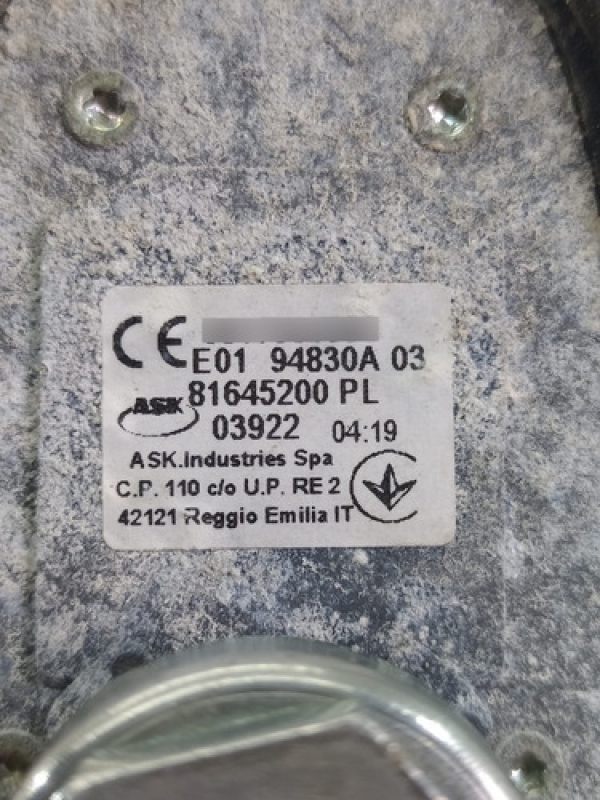 CE
E01 94830A 03
ASK 81645200 PL
03922 04:19
ASK.Industries Spa
C.P. 110 c/o U.P. RE 2
42121 Reggio Emilia IT